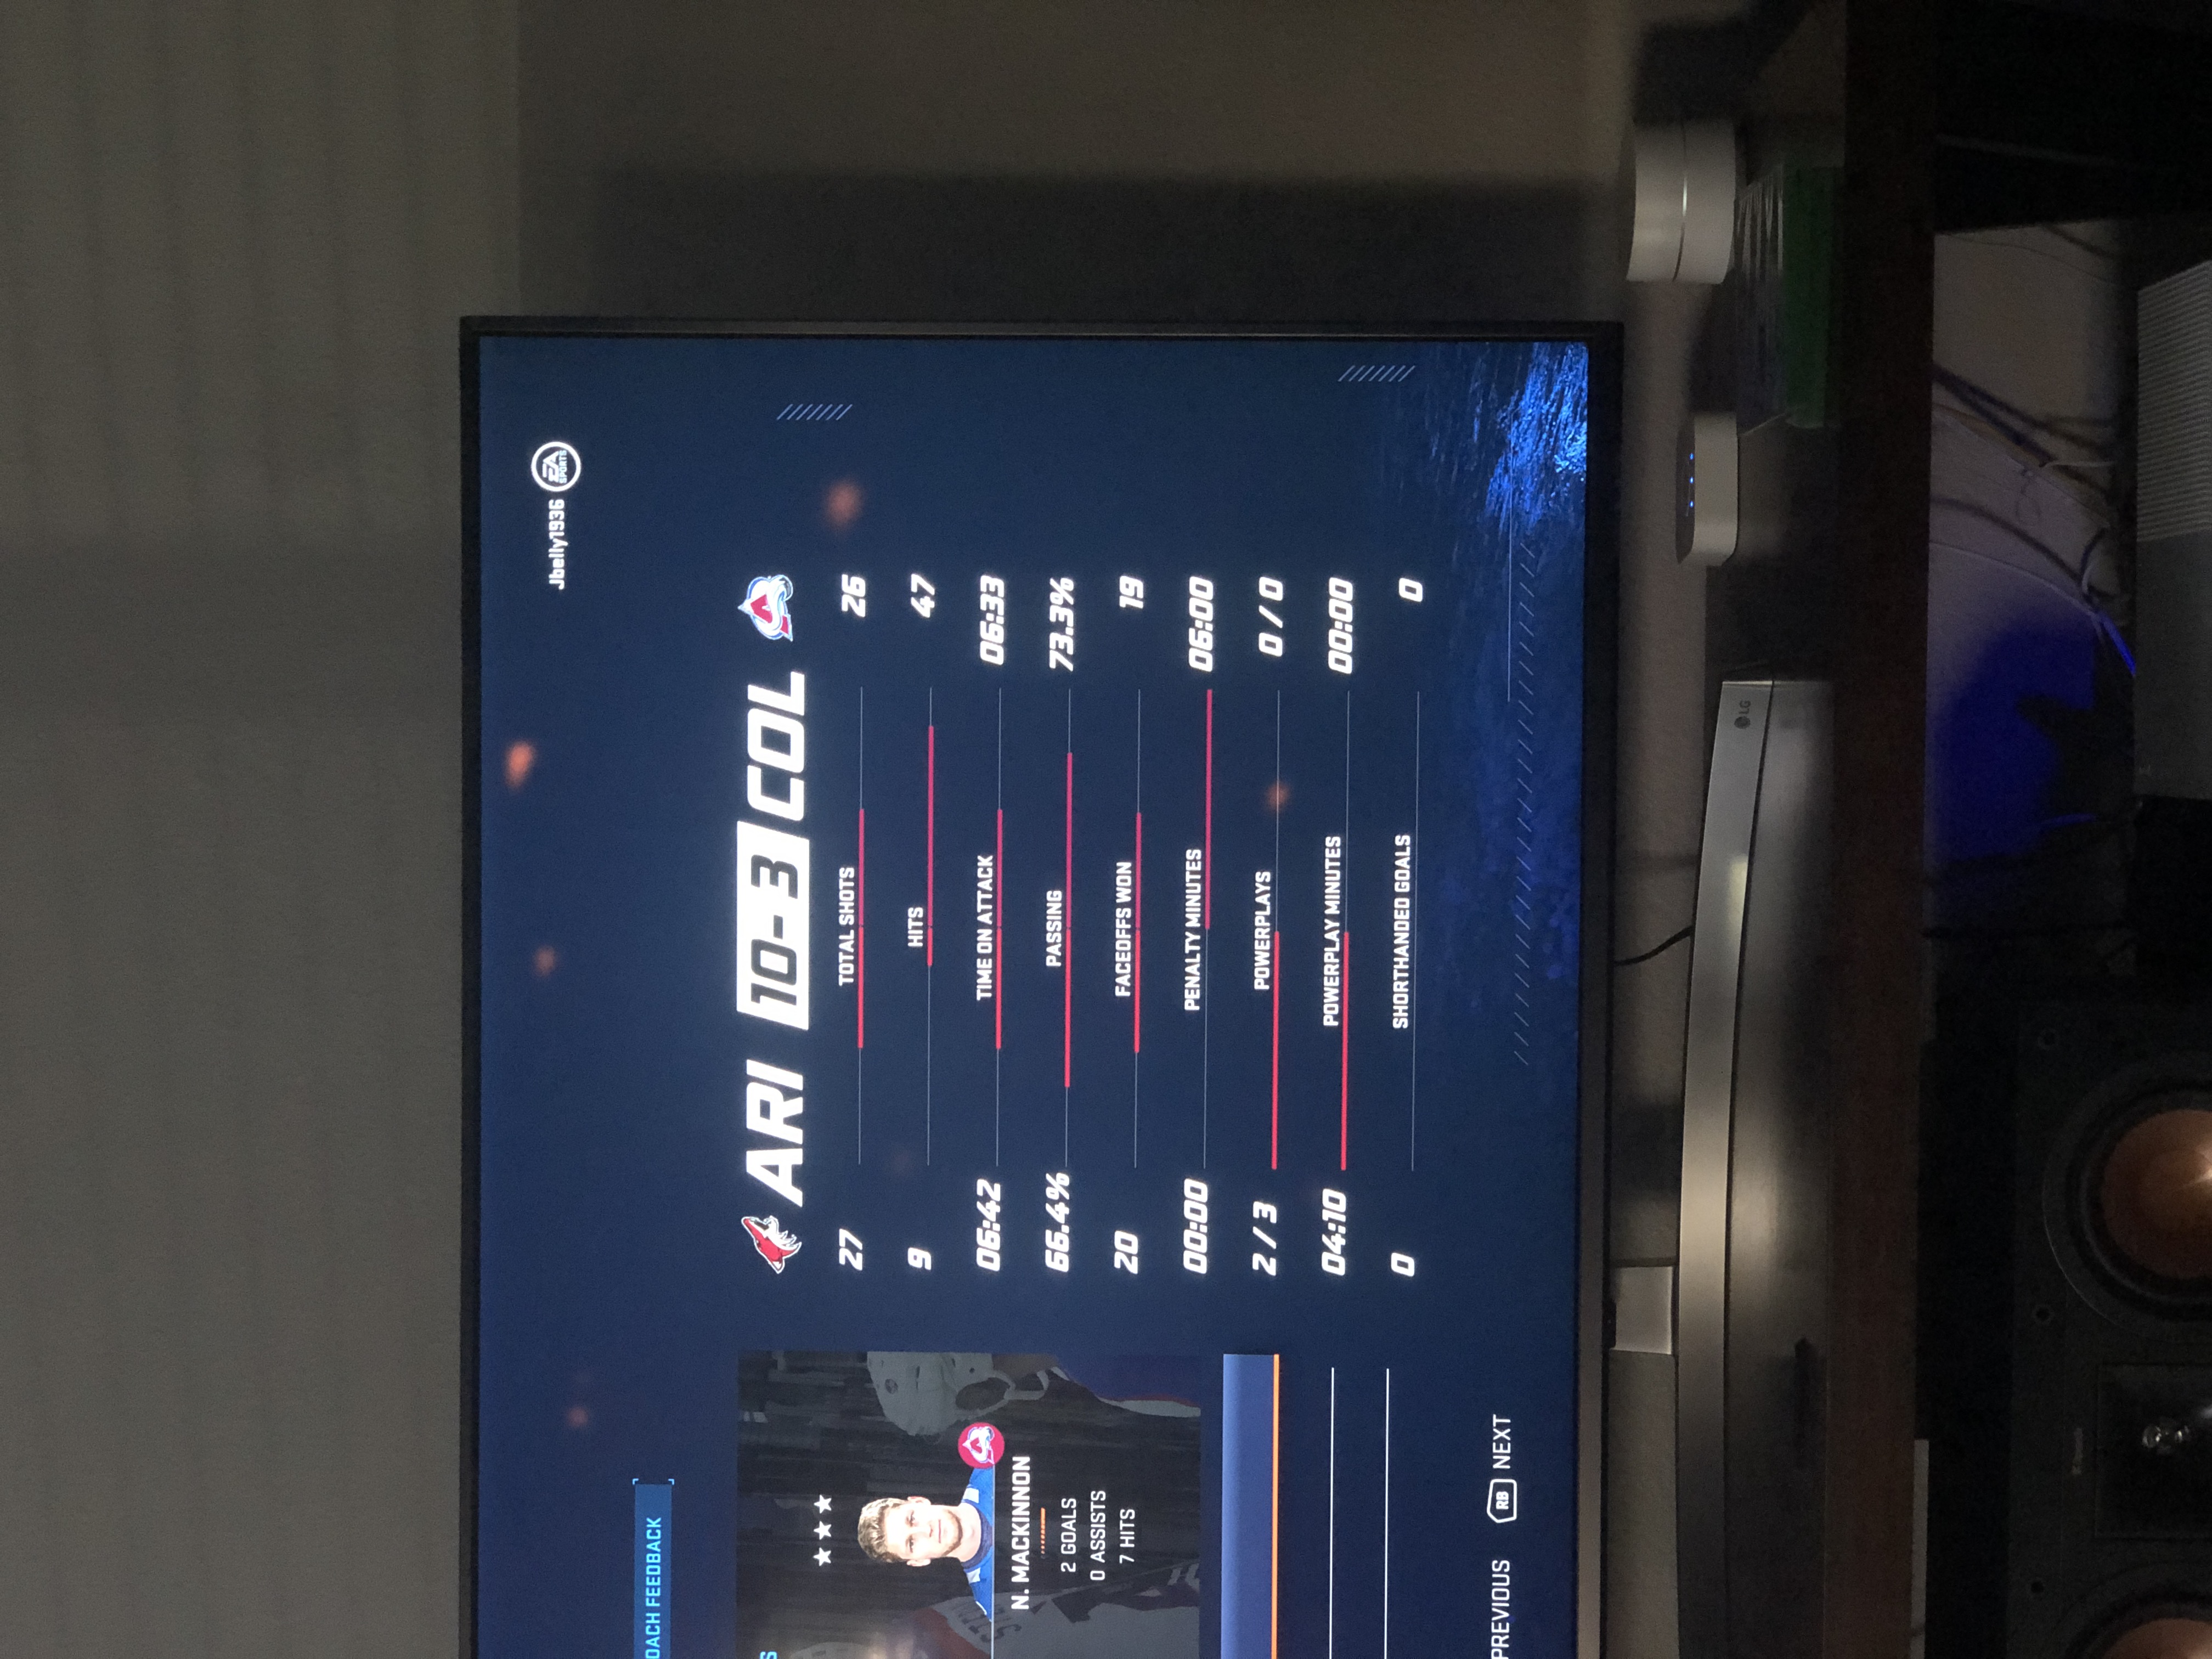 Jbelly1936
EA
SPORTS
OACH FEEDBACK
S
ARI 10-3 COL
27 TOTAL SHOTS 26
9 HITS 47
06:42 TIME ON ATTACK 06:33
66.4% PASSING 73.3%
20 FACEOFFS WON 19
00:00 PENALTY MINUTES 06:00
2 / 3 POWERPLAYS 0 / 0
04:10 POWERPLAY MINUTES 00:00
0 SHORTHANDED GOALS 0
N. MACKINNON
2 GOALS
0 ASSISTS
7 HITS
PREVIOUS RB NEXT
LG